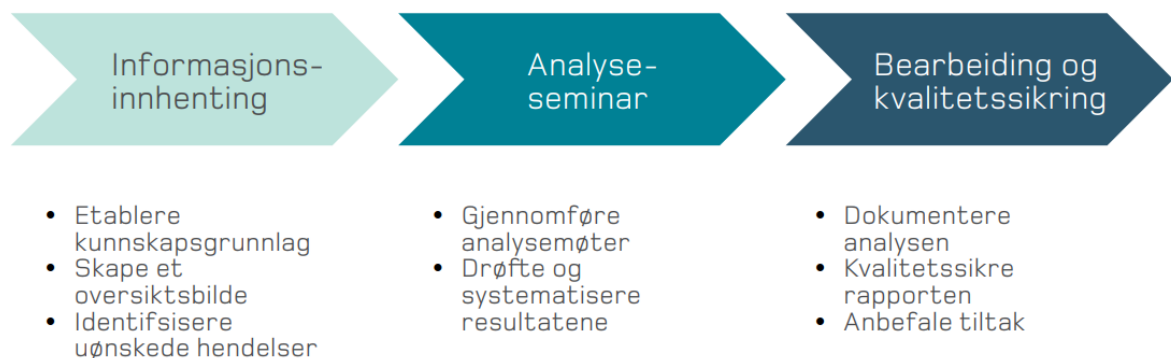 Informasjons-
innhenting
Analyse-
seminar
Bearbeiding og
kvalitetssikring
• Etablere
kunnskapsgrunnlag
• Skape et
oversiktsbilde
• Identifsisere
uønskede hendelser
• Gjennomføre
analysemøter
• Drøfte og
systematisere
resultatene
• Dokumentere
analysen
• Kvalitetssikre
rapporten
• Anbefale tiltak